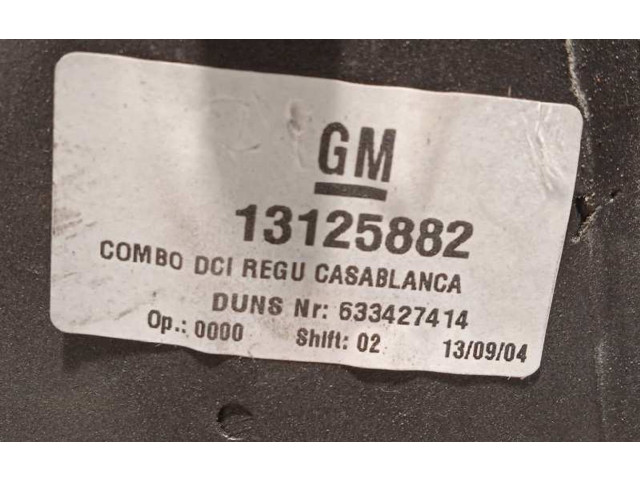 GM
13125882
COMBO DCI REGU CASABLANCA
DUNS Nr: 633427414
Op.: 0000 Shift: 02 13/09/04